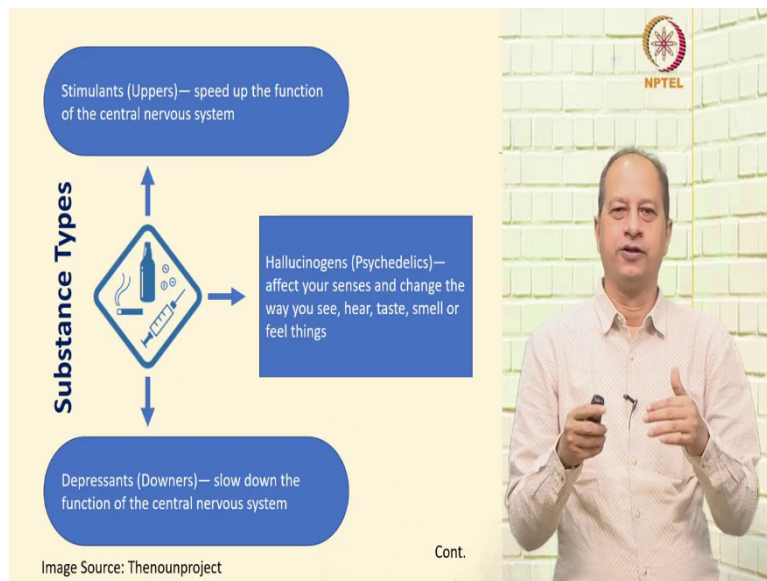 Stimulants (Uppers)— speed up the function
of the central nervous system
NPTEL
Substance Types
Hallucinogens (Psychedelics)—
affect your senses and change the
way you see, hear, taste, smell or
feel things
Depressants (Downers)— slow down the
function of the central nervous system
Cont.
Image Source: Thenounproject